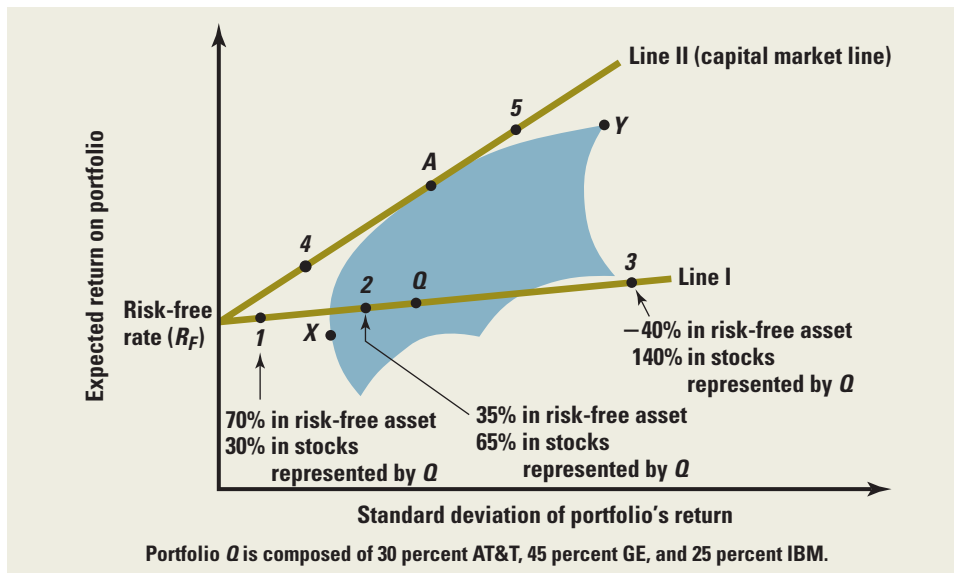 Line II (capital market line)
5
Y
A
Expected return on portfolio
4
3
Line I
2
Q
Risk-free
rate (RF)
1
X
−40% in risk-free asset
140% in stocks
represented by Q
70% in risk-free asset
30% in stocks
represented by Q
35% in risk-free asset
65% in stocks
represented by Q
Standard deviation of portfolio's return
Portfolio Q is composed of 30 percent AT&T, 45 percent GE, and 25 percent IBM.